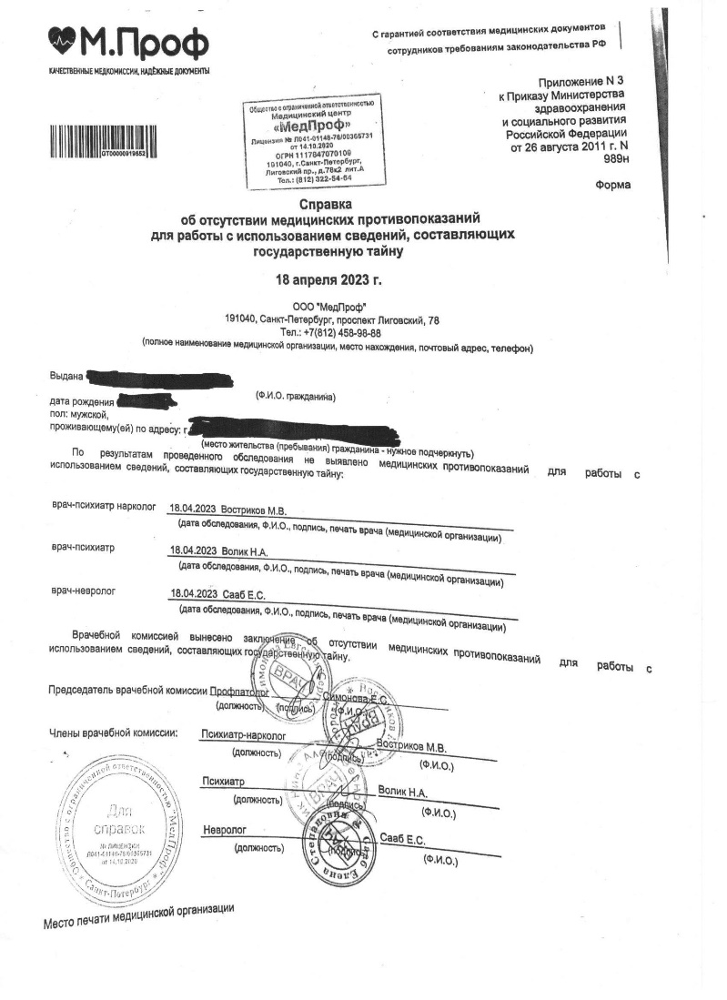 М.Проф
КАЧЕСТВЕННЫЕ МЕДКОМИССИИ, НАДЁЖНЫЕ ДОКУМЕНТЫ
С гарантией соответствия медицинских документов
сотрудников требованиям законодательства РФ
GT00000919652
Общество с ограниченной ответственностью
Медицинский центр
«МедПроф»
Лицензия № Л041-01148-78/00365731
от 14.10.2020
ОГРН 1117847070109
191040, г.Санкт-Петербург,
Лиговский пр., д.78к2 лит.А
Тел.: (812) 322-54-64
Приложение N 3
к Приказу Министерства
здравоохранения
и социального развития
Российской Федерации
от 26 августа 2011 г. N
989н
Форма
Справка
об отсутствии медицинских противопоказаний
для работы с использованием сведений, составляющих
государственную тайну
18 апреля 2023 г.
ООО "МедПроф"
191040, Санкт-Петербург, проспект Лиговский, 78
Тел.: +7(812) 458-98-88
(полное наименование медицинской организации, место нахождения, почтовый адрес, телефон)
Выдана
(Ф.И.О. гражданина)
дата рождения
пол: мужской,
проживающему(ей) по адресу: г.
(место жительства (пребывания) гражданина - нужное подчеркнуть)
По результатам проведенного обследования не выявлено медицинских противопоказаний для работы с
использованием сведений, составляющих государственную тайну:
врач-психиатр нарколог 18.04.2023 Востриков М.В.
(дата обследования, Ф.И.О., подпись, печать врача (медицинской организации)
врач-психиатр 18.04.2023 Волик Н.А.
(дата обследования, Ф.И.О., подпись, печать врача (медицинской организации)
врач-невролог 18.04.2023 Сааб Е.С.
(дата обследования, Ф.И.О., подпись, печать врача (медицинской организации)
Врачебной комиссией вынесено заключение об отсутствии медицинских противопоказаний для работы с
использованием сведений, составляющих государственную тайну.
Председатель врачебной комиссии Профпатолог Симонова Е.С.
(должность) (подпись) (Ф.И.О.)
ВРАЧ
Члены врачебной комиссии: Психиатр-нарколог Востриков М.В.
(должность) (подпись) (Ф.И.О.)
ВРАЧ
Психиатр Волик Н.А.
(должность) (подпись) (Ф.И.О.)
ВРАЧ
Невролог Сааб Е.С.
(должность) (подпись) (Ф.И.О.)
Сааб Елена Степановна
ВРАЧ
Общество с ограниченной ответственностью "МедПроф"
* Санкт-Петербург *
Для
справок
№ ЛИЦЕНЗИИ
Л041-01148-78/00365731
от 14.10.2020
Место печати медицинской организации